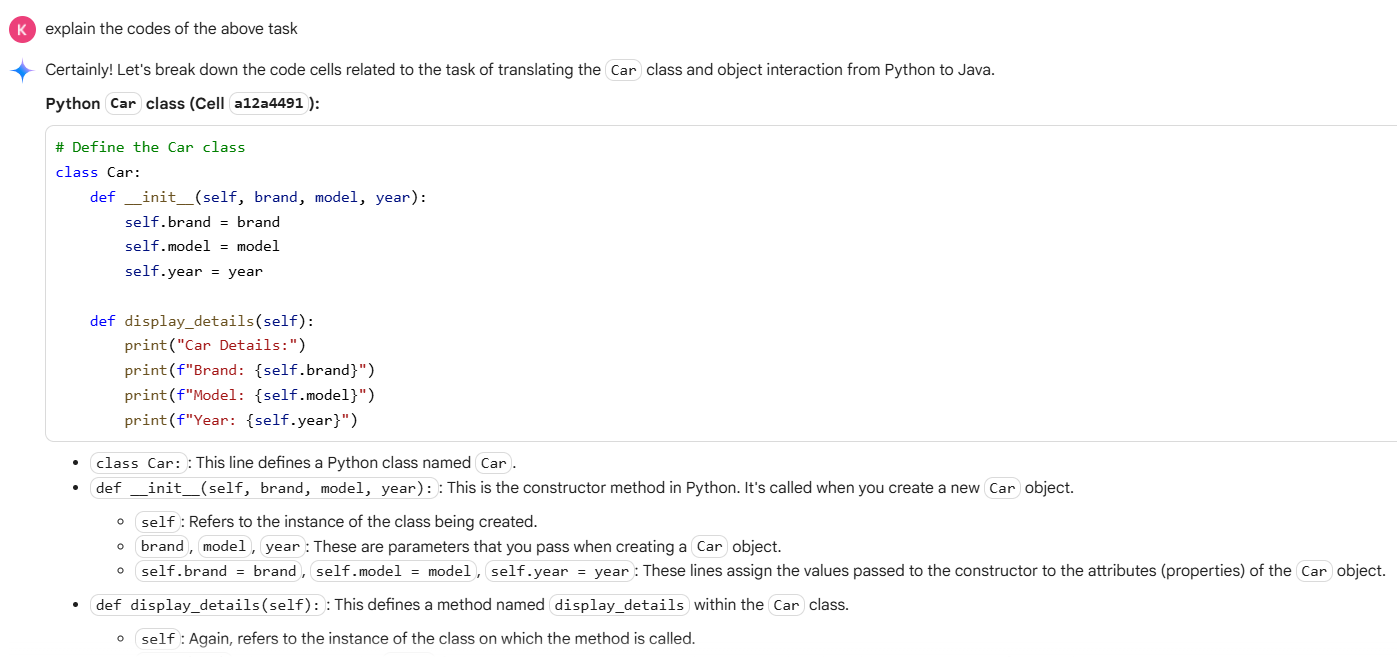 K
explain the codes of the above task
Certainly! Let's break down the code cells related to the task of translating the Car class and object interaction from Python to Java.
Python Car class (Cell a12a4491 ):
# Define the Car class
class Car:
    def __init__(self, brand, model, year):
        self.brand = brand
        self.model = model
        self.year = year

    def display_details(self):
        print("Car Details:")
        print(f"Brand: {self.brand}")
        print(f"Model: {self.model}")
        print(f"Year: {self.year}")
• class Car: : This line defines a Python class named Car .
• def __init__(self, brand, model, year): : This is the constructor method in Python. It's called when you create a new Car object.
◦ self : Refers to the instance of the class being created.
◦ brand , model , year : These are parameters that you pass when creating a Car object.
◦ self.brand = brand , self.model = model , self.year = year : These lines assign the values passed to the constructor to the attributes (properties) of the Car object.
• def display_details(self): : This defines a method named display_details within the Car class.
◦ self : Again, refers to the instance of the class on which the method is called.